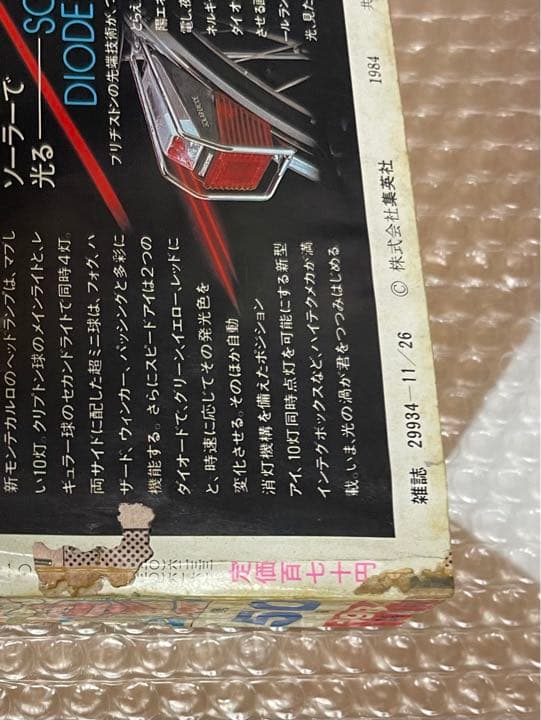 ソーラーで
光る
SO
DIODE
ブリヂストンの先端技術が、
新モンテカルロのヘッドランプは、マブし
い10灯。クリプトン球のメインライトと、レ
ギュラー球のセカンドライトで同時4灯。
両サイドに配した超ミニ球は、フォグ、ハ
ザード、ウィンカー、パッシングと多彩に
機能する。さらにスピードアイは2つの
ダイオードで、グリーン、イエロー、レッドに
と、時速に応じてその発光色を
変化させる。そのほか自動
消灯機構を備えたポジション
アイ、10灯同時点灯を可能にする新型
インテグボックスなど、ハイテクメカが満
載。いま、光の渦が君をつつみはじめる
1984
Ⓒ 株式会社集英社
雑誌 29934-11/26
定価百七十円
50